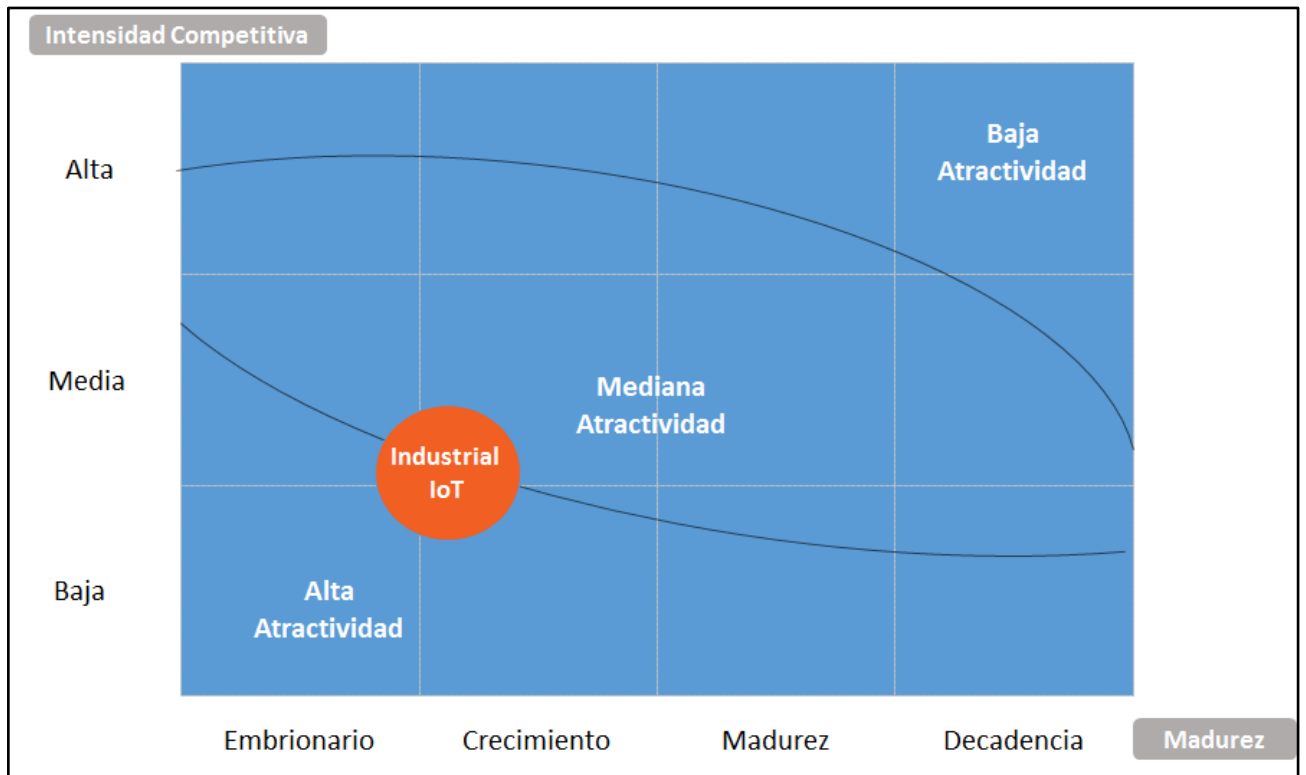 Intensidad Competitiva
Alta
Baja
Atractividad
Media
Mediana
Atractividad
Industrial
IoT
Baja
Alta
Atractividad
Embrionario
Crecimiento
Madurez
Decadencia
Madurez